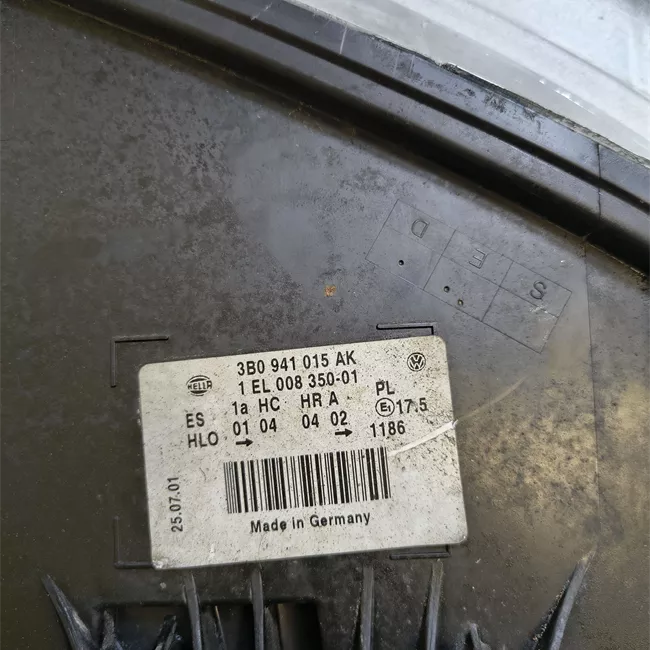 D E S
3B0 941 015 AK
HELLA
1 EL 008 350-01
ES 1a HC HR A PL
HLO 01 04 → 04 02 → E1 17.5
1186
25.07.01
Made in Germany